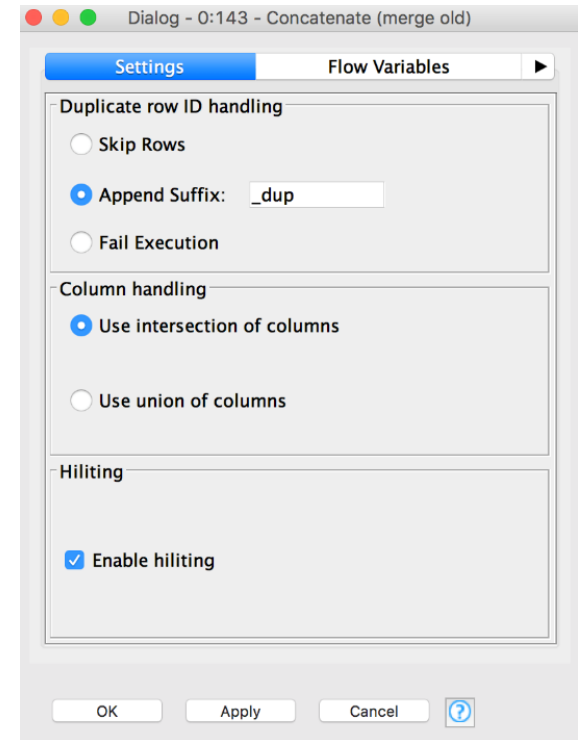 Dialog - 0:143 - Concatenate (merge old)
Settings Flow Variables
Duplicate row ID handling
Skip Rows
Append Suffix: _dup
Fail Execution
Column handling
Use intersection of columns
Use union of columns
Hiliting
Enable hiliting
OK Apply Cancel ?